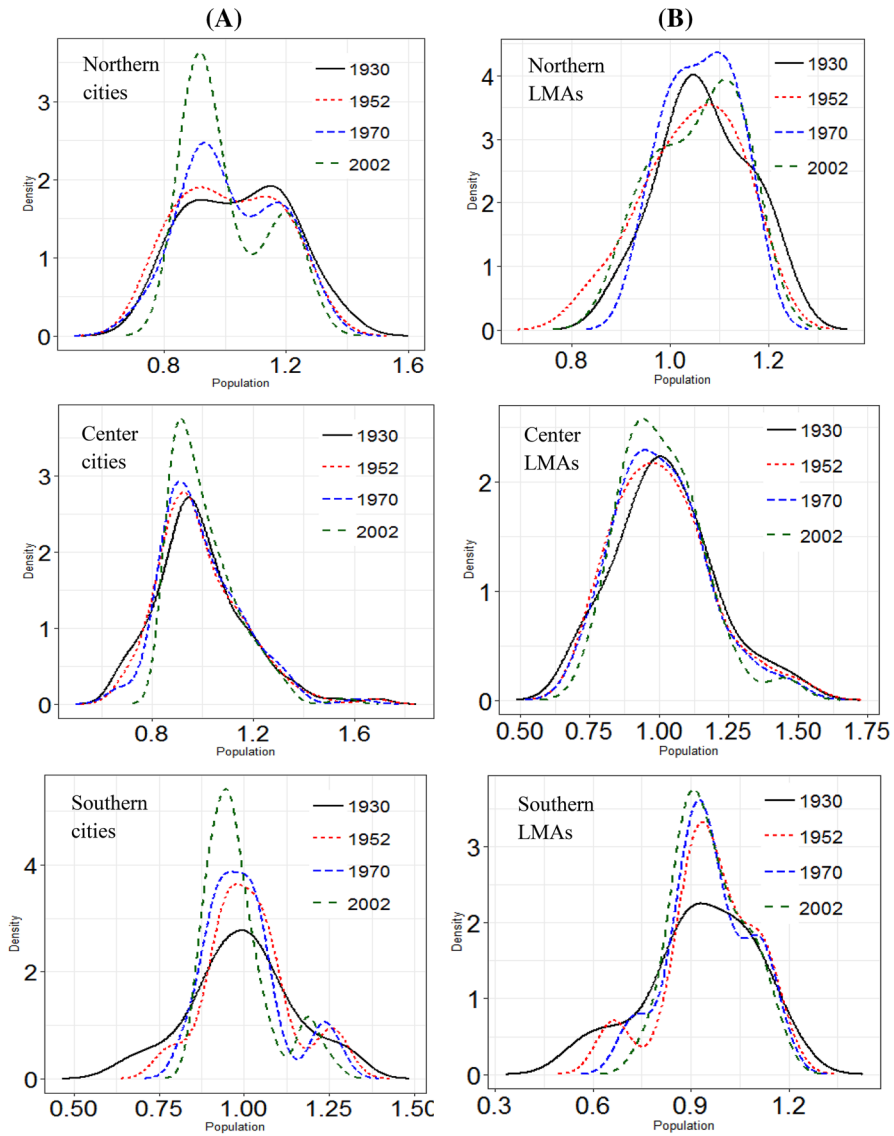 (A) (B)
Northern cities
1930
1952
1970
2002
Density
3
2
1
0
0.8 1.2 1.6
Population
Northern LMAs
1930
1952
1970
2002
Density
4
3
2
1
0
0.8 1.0 1.2
Population
Center cities
1930
1952
1970
2002
Density
3
2
1
0
0.8 1.2 1.6
Population
Center LMAs
1930
1952
1970
2002
Density
2
1
0
0.50 0.75 1.00 1.25 1.50 1.75
Population
Southern cities
1930
1952
1970
2002
Density
4
2
0
0.50 0.75 1.00 1.25 1.50
Population
Southern LMAs
1930
1952
1970
2002
Density
3
2
1
0
0.3 0.6 0.9 1.2
Population